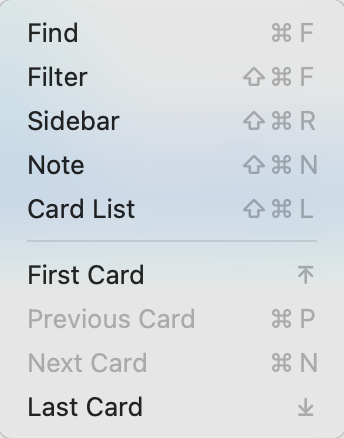 Find ⌘ F
Filter ⇧ ⌘ F
Sidebar ⇧ ⌘ R
Note ⇧ ⌘ N
Card List ⇧ ⌘ L
First Card ⤒
Previous Card ⌘ P
Next Card ⌘ N
Last Card ↓